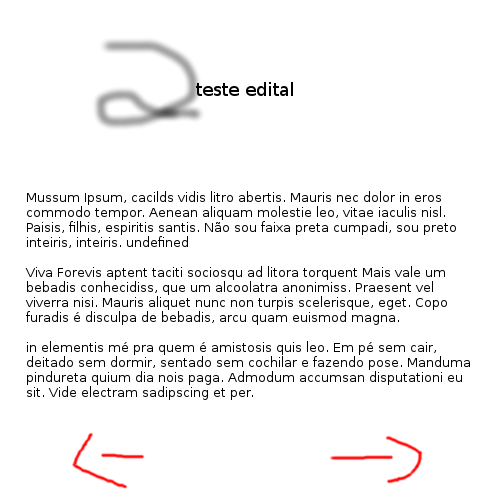 teste edital
Mussum Ipsum, cacilds vidis litro abertis. Mauris nec dolor in eros
commodo tempor. Aenean aliquam molestie leo, vitae iaculis nisl.
Paisis, filhis, espiritis santis. Não sou faixa preta cumpadi, sou preto
inteiris, inteiris. undefined
Viva Forevis aptent taciti sociosqu ad litora torquent Mais vale um
bebadis conhecidiss, que um alcoolatra anonimiss. Praesent vel
viverra nisi. Mauris aliquet nunc non turpis scelerisque, eget. Copo
furadis é disculpa de bebadis, arcu quam euismod magna.
in elementis mé pra quem é amistosis quis leo. Em pé sem cair,
deitado sem dormir, sentado sem cochilar e fazendo pose. Manduma
pindureta quium dia nois paga. Admodum accumsan disputationi eu
sit. Vide electram sadipscing et per.